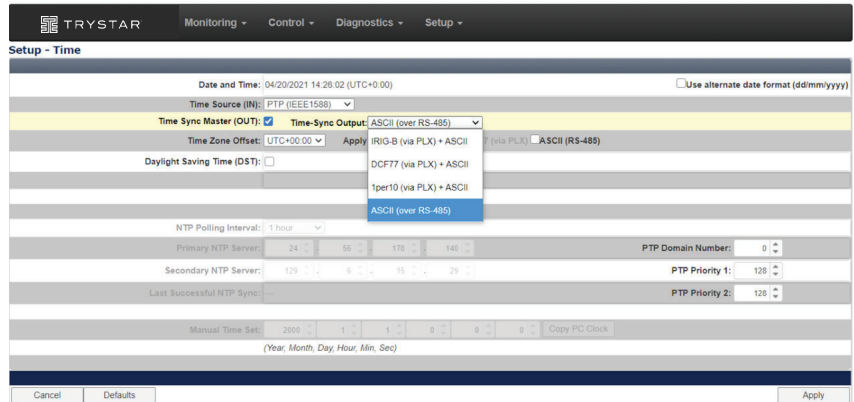 TRYSTAR Monitoring Control Diagnostics Setup
Setup - Time
Date and Time: 04/20/2021 14:26:02 (UTC+0:00) Use alternate date format (dd/mm/yyyy)
Time Source (IN): PTP (IEEE1588)
Time Sync Master (OUT): Time-Sync Output: ASCII (over RS-485)
Time Zone Offset: UTC+00:00 Apply (via PLX) ASCII (RS-485)
IRIG-B (via PLX) + ASCII
DCF77 (via PLX) + ASCII
1per10 (via PLX) + ASCII
ASCII (over RS-485)
Daylight Saving Time (DST):
NTP Polling Interval: 1 hour
Primary NTP Server: 24 . 56 . 178 . 140 PTP Domain Number: 0
Secondary NTP Server: 129 . 6 . 15 . 29 PTP Priority 1: 128
Last Successful NTP Sync: --- PTP Priority 2: 128
Manual Time Set: 2000 1 1 0 0 0 Copy PC Clock
(Year, Month, Day, Hour, Min, Sec)
Cancel Defaults Apply